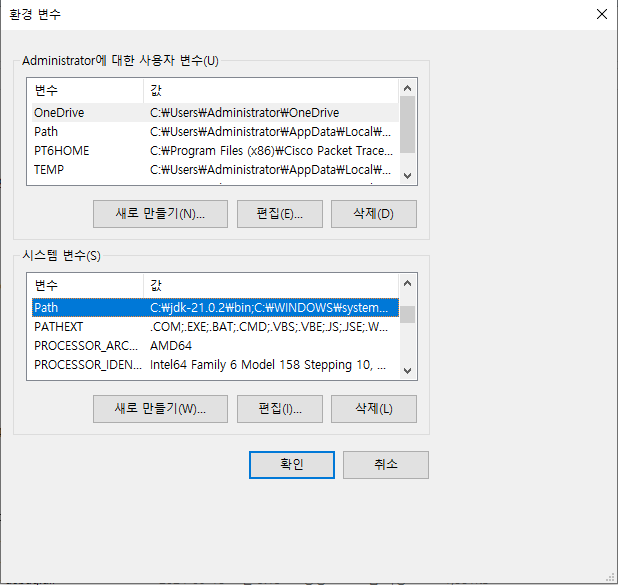 환경 변수
Administrator에 대한 사용자 변수(U)
변수 값
OneDrive C:₩Users₩Administrator₩OneDrive
Path C:₩Users₩Administrator₩AppData₩Local₩...
PT6HOME C:₩Program Files (x86)₩Cisco Packet Trace...
TEMP C:₩Users₩Administrator₩AppData₩Local₩...
새로 만들기(N)... 편집(E)... 삭제(D)
시스템 변수(S)
변수 값
Path C:₩jdk-21.0.2₩bin;C:₩WINDOWS₩system...
PATHEXT .COM;.EXE;.BAT;.CMD;.VBS;.VBE;.JS;.JSE;.W...
PROCESSOR_ARC... AMD64
PROCESSOR_IDEN... Intel64 Family 6 Model 158 Stepping 10, ...
새로 만들기(W)... 편집(I)... 삭제(L)
확인 취소